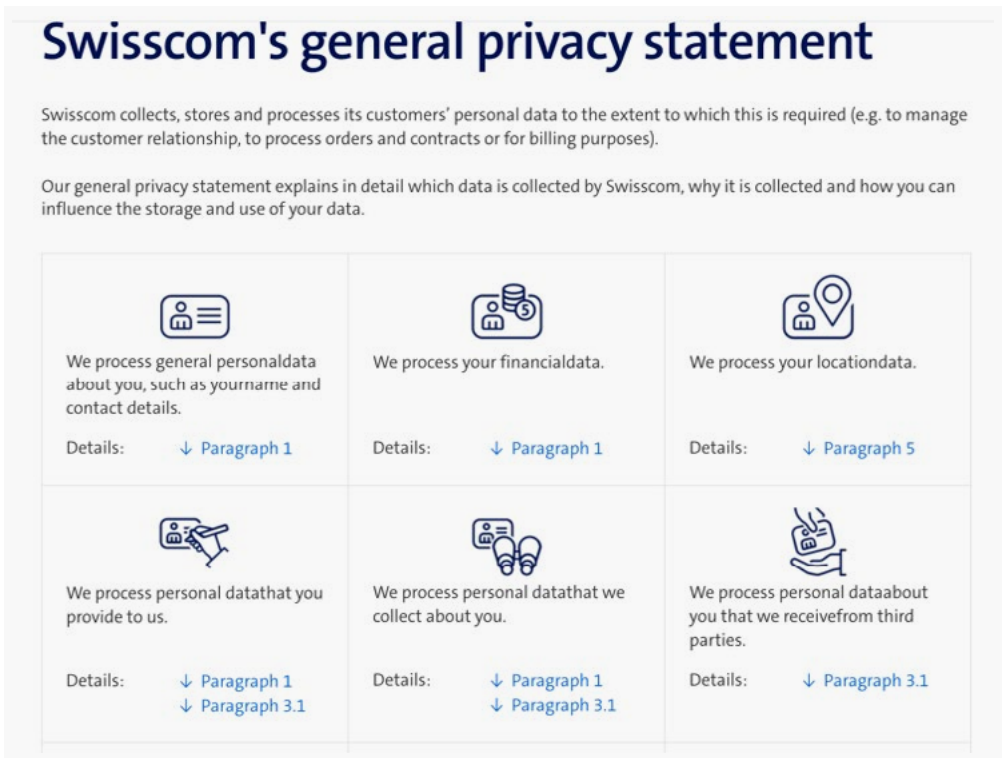 Swisscom's general privacy statement
Swisscom collects, stores and processes its customers' personal data to the extent to which this is required (e.g. to manage
the customer relationship, to process orders and contracts or for billing purposes).
Our general privacy statement explains in detail which data is collected by Swisscom, why it is collected and how you can
influence the storage and use of your data.
We process general personaldata
about you, such as yourname and
contact details.
Details: ↓ Paragraph 1
We process your financialdata.
Details: ↓ Paragraph 1
We process your locationdata.
Details: ↓ Paragraph 5
We process personal datathat you
provide to us.
Details: ↓ Paragraph 1
↓ Paragraph 3.1
We process personal datathat we
collect about you.
Details: ↓ Paragraph 1
↓ Paragraph 3.1
We process personal dataabout
you that we receivefrom third
parties.
Details: ↓ Paragraph 3.1